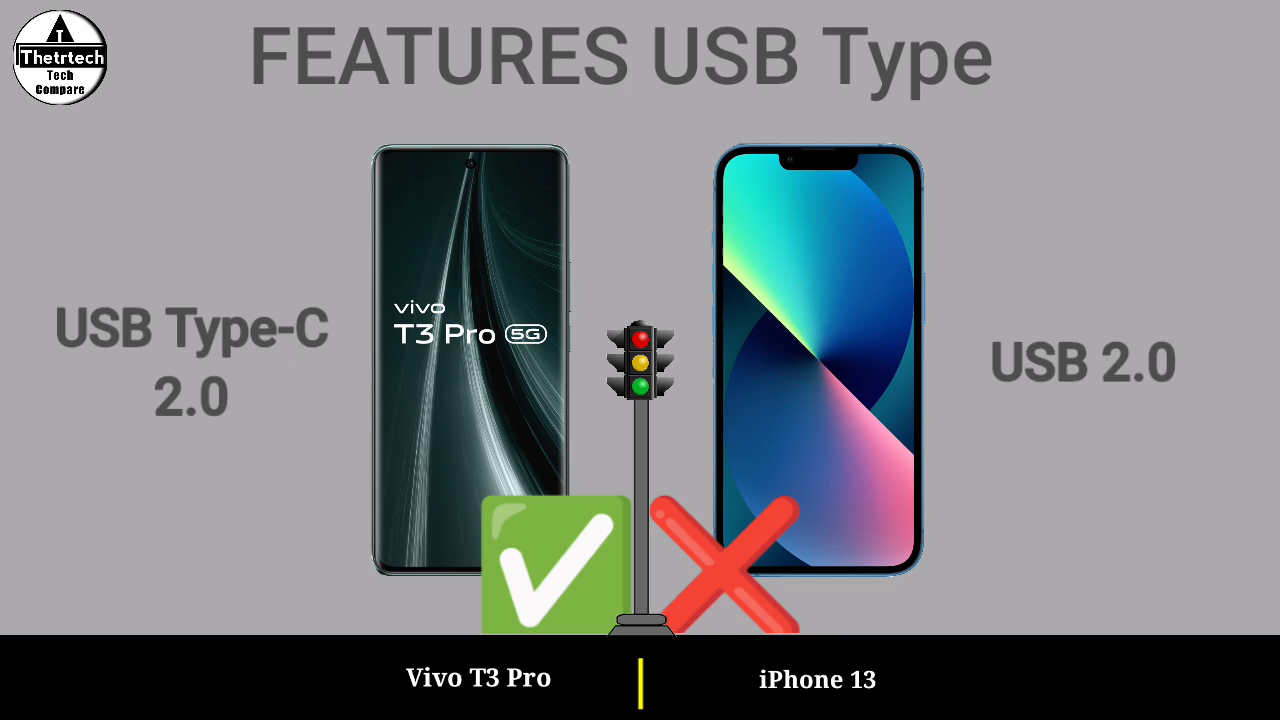 I
Thetrtech
Tech
Compare
FEATURES USB Type
USB Type-C
2.0
vivo
T3 Pro 5G
USB 2.0
Vivo T3 Pro
iPhone 13